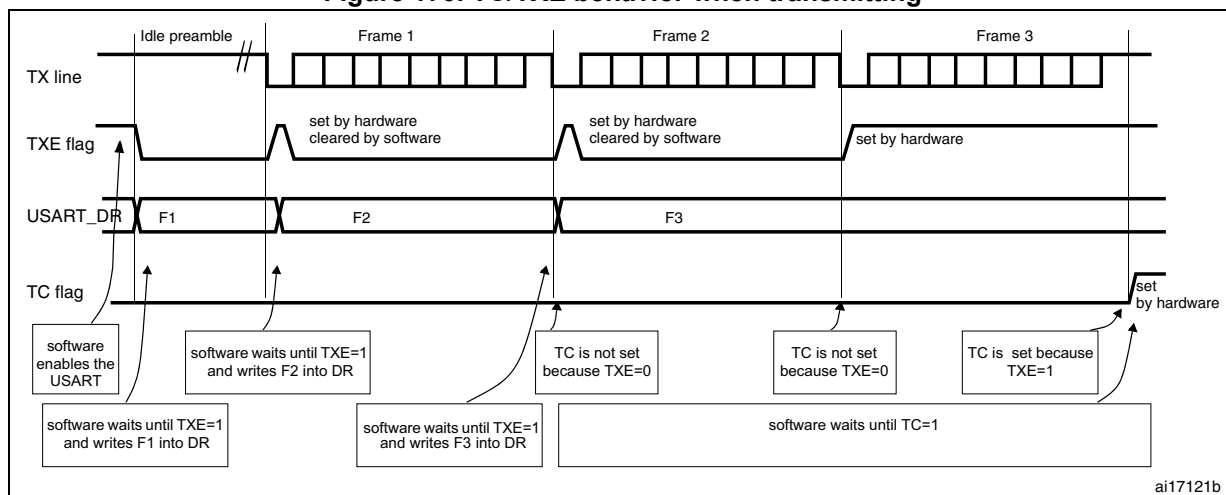 Idle preamble
Frame 1
Frame 2
Frame 3
TX line
TXE flag
set by hardware
cleared by software
set by hardware
cleared by software
set by hardware
USART_DR
F1
F2
F3
TC flag
set
by hardware
software
enables the
USART
software waits until TXE=1
and writes F2 into DR
TC is not set
because TXE=0
TC is not set
because TXE=0
TC is set because
TXE=1
software waits until TXE=1
and writes F1 into DR
software waits until TXE=1
and writes F3 into DR
software waits until TC=1
ai17121b